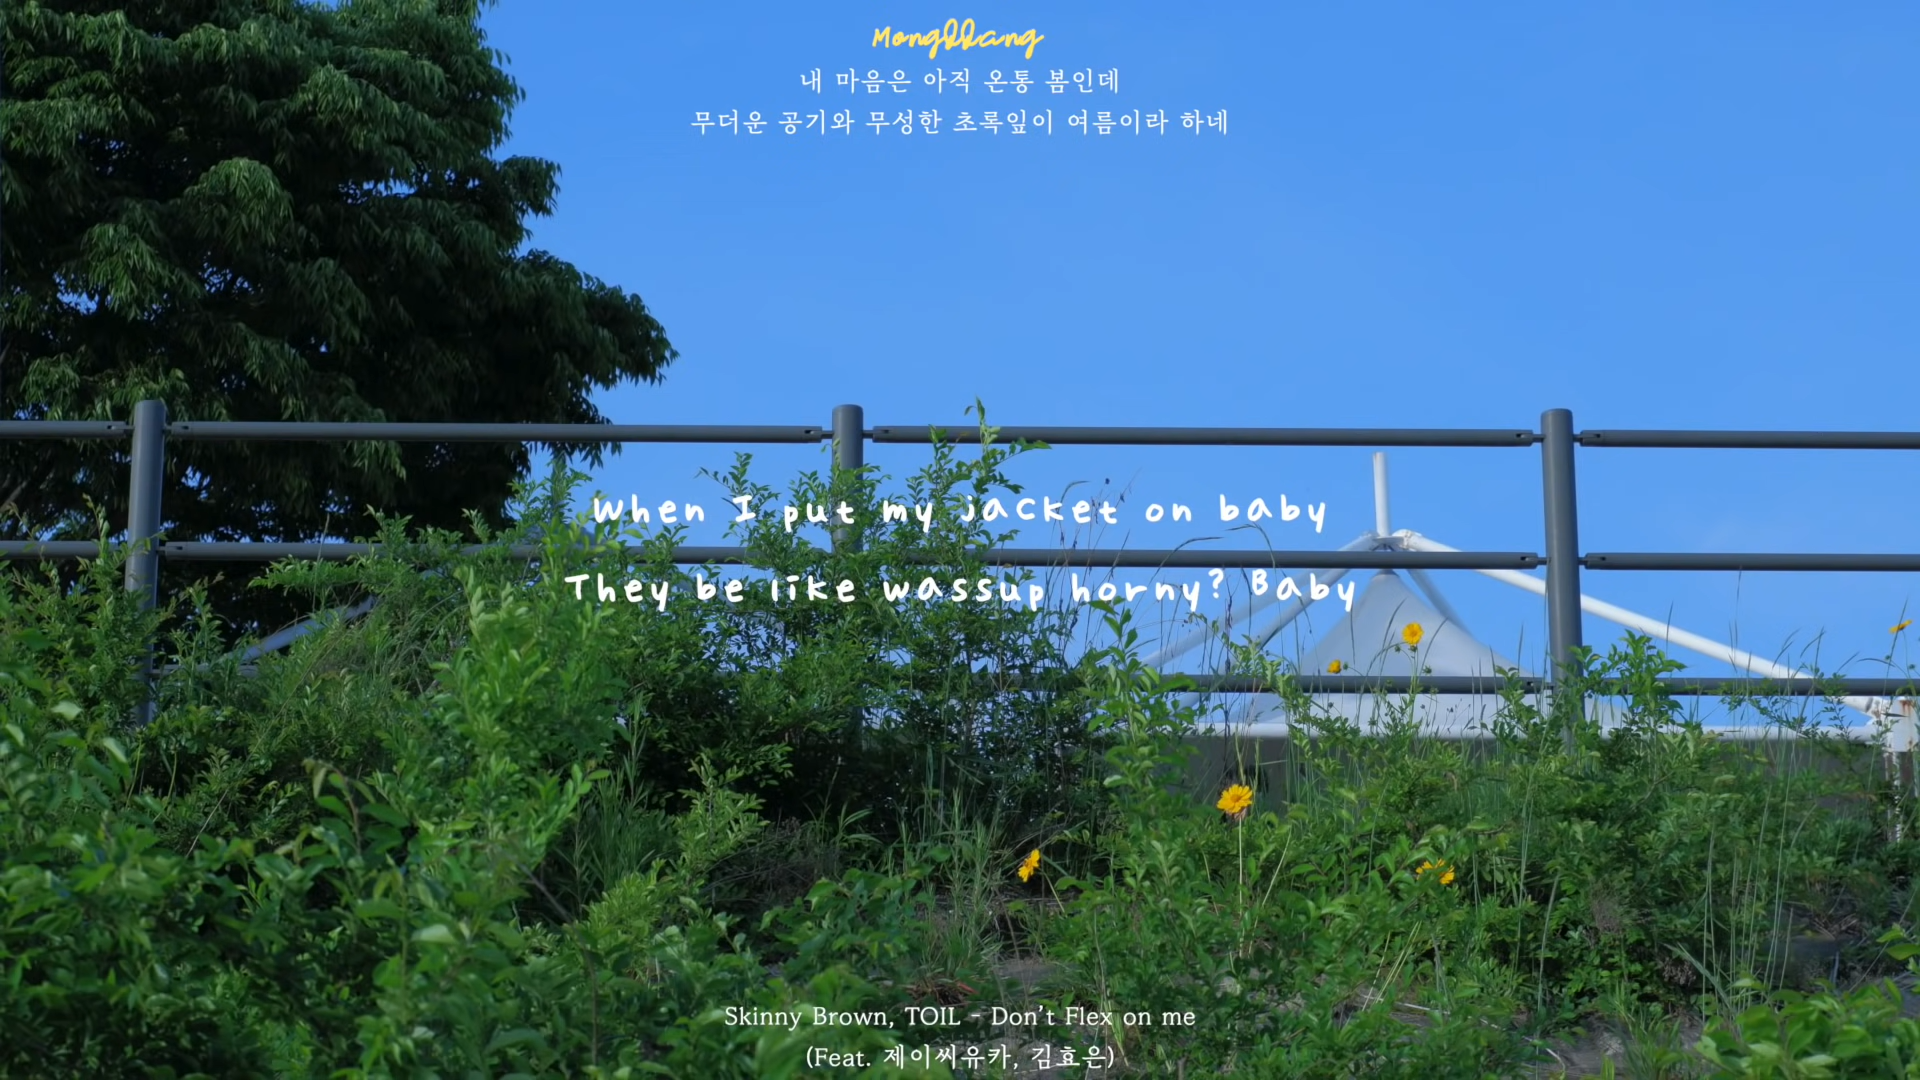 Mongllang
내 마음은 아직 온통 봄인데
무더운 공기와 무성한 초록잎이 여름이라 하네
When I put my jacket on baby
They be like wassup horny? Baby
Skinny Brown, TOIL - Don't Flex on me
(Feat. 제이씨유카, 김효은)